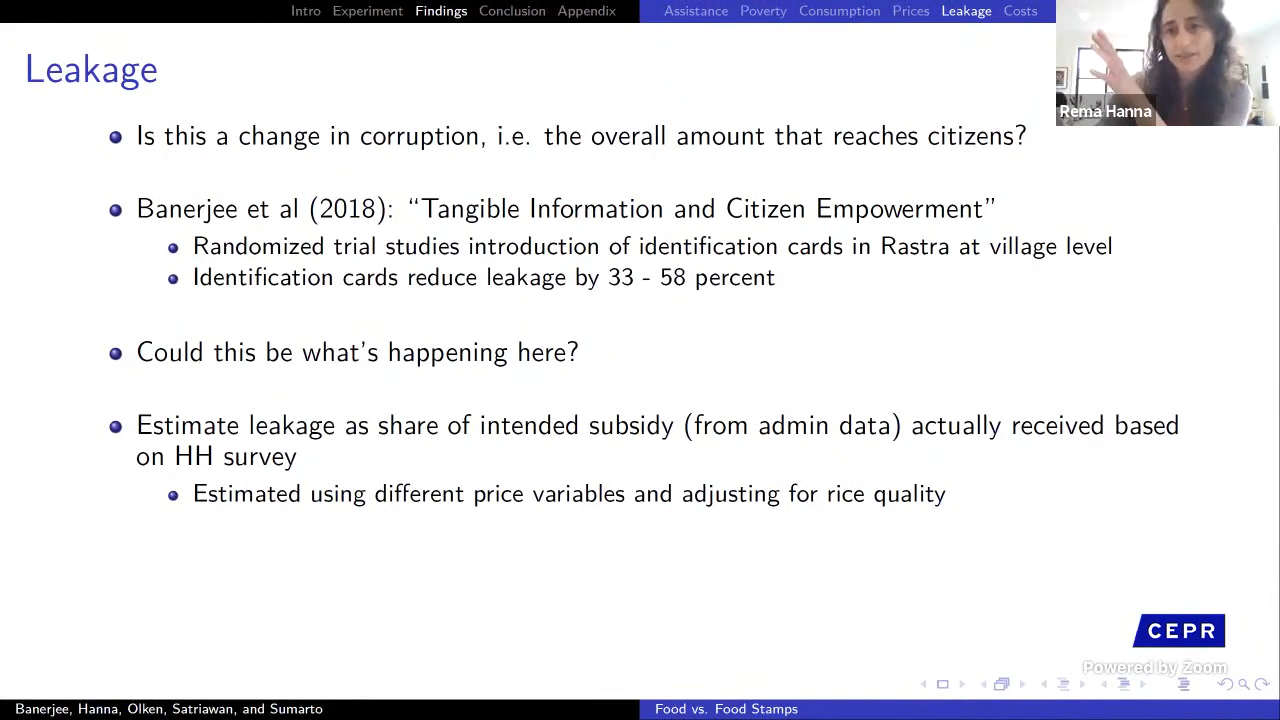 Intro Experiment Findings Conclusion Appendix
Assistance Poverty Consumption Prices Leakage Costs
Leakage
Rema Hanna
Is this a change in corruption, i.e. the overall amount that reaches citizens?
Banerjee et al (2018): “Tangible Information and Citizen Empowerment”
Randomized trial studies introduction of identification cards in Rastra at village level
Identification cards reduce leakage by 33 - 58 percent
Could this be what's happening here?
Estimate leakage as share of intended subsidy (from admin data) actually received based
on HH survey
Estimated using different price variables and adjusting for rice quality
CEPR
Powered by Zoom
Banerjee, Hanna, Olken, Satriawan, and Sumarto
Food vs. Food Stamps